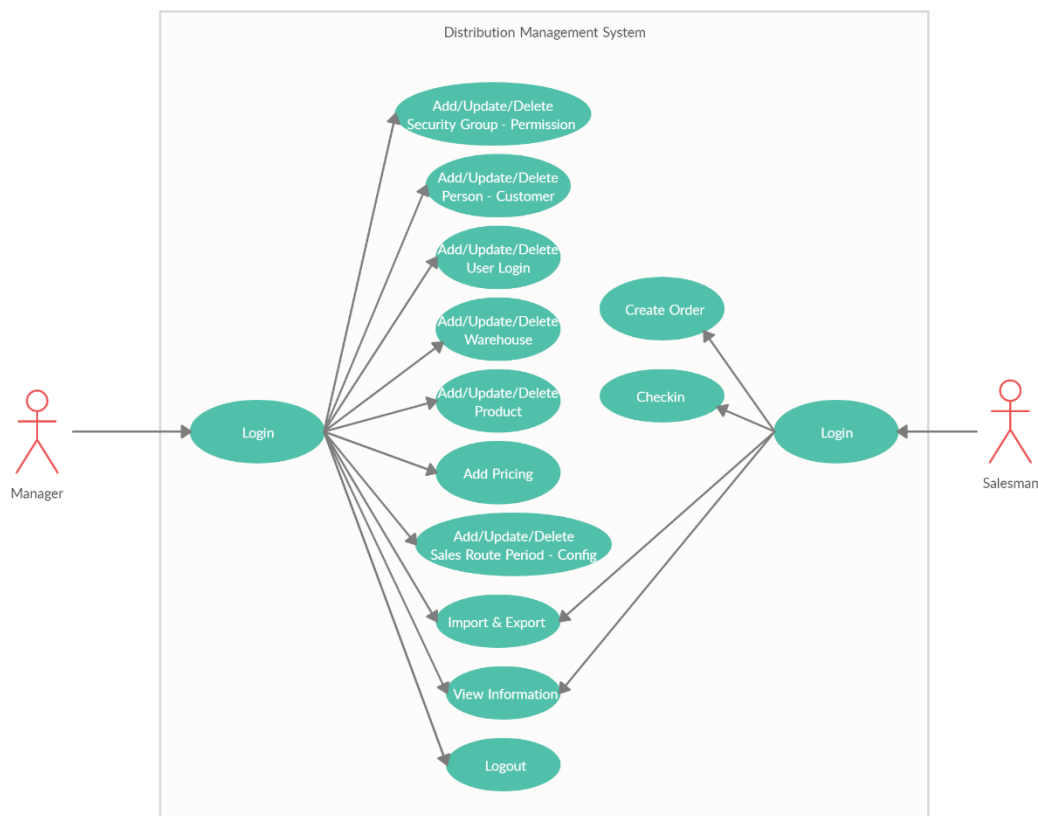 Distribution Management System
Add/Update/Delete
Security Group - Permission
Add/Update/Delete
Person - Customer
Add/Update/Delete
User Login
Create Order
Add/Update/Delete
Warehouse
Add/Update/Delete
Product
Checkin
Login
Login
Manager
Salesman
Add Pricing
Add/Update/Delete
Sales Route Period - Config
Import & Export
View Information
Logout